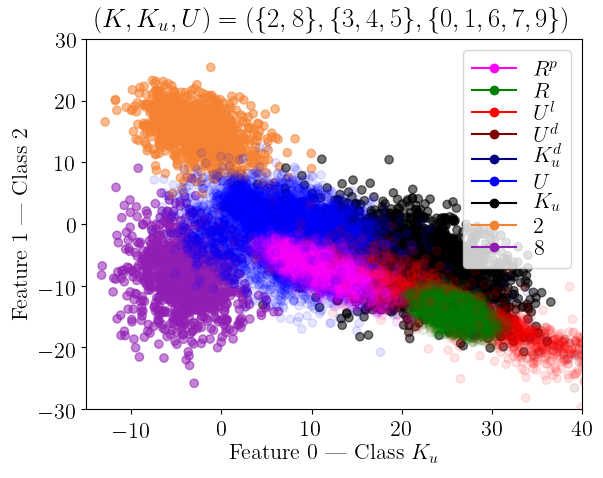 (K, K_u, U) = ({2, 8}, {3, 4, 5}, {0, 1, 6, 7, 9})
30
20
10
0
−10
−20
−30
Feature 1 — Class 2
R^p
R
U^l
U^d
K_u^d
U
K_u
2
8
−10
0
10
20
30
40
Feature 0 — Class K_u